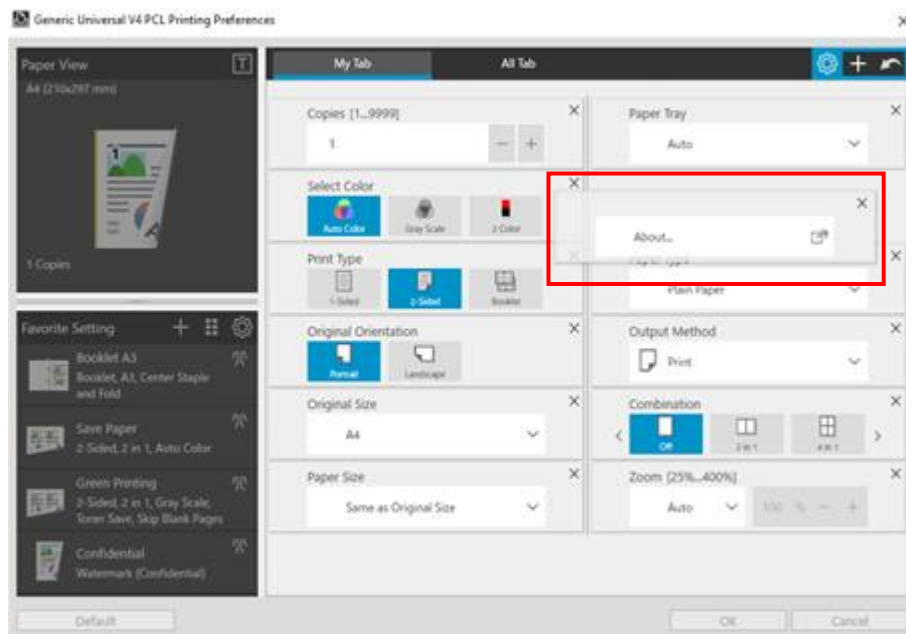 Generic Universal V4 PCL Printing Preferences
Paper View
T
A4 (210x297 mm)
1
1 Copies
Favorite Setting
Booklet A3
Booklet, A3, Center Staple
and Fold
Save Paper
2-Sided, 2 in 1, Auto Color
Green Printing
2-Sided, 2 in 1, Gray Scale,
Toner Save, Skip Blank Pages
Confidential
Watermark (Confidential)
My Tab
All Tab
Copies [1...9999]
1
Select Color
Auto Color
Gray Scale
2 Color
Print Type
1-Sided
2-Sided
Booklet
Original Orientation
Portrait
Landscape
Original Size
A4
Paper Size
Same as Original Size
Paper Tray
Auto
About...
Plain Paper
Output Method
Print
Combination
Off
2 in 1
4 in 1
Zoom [25%...400%]
Auto
100 %
Default
OK
Cancel